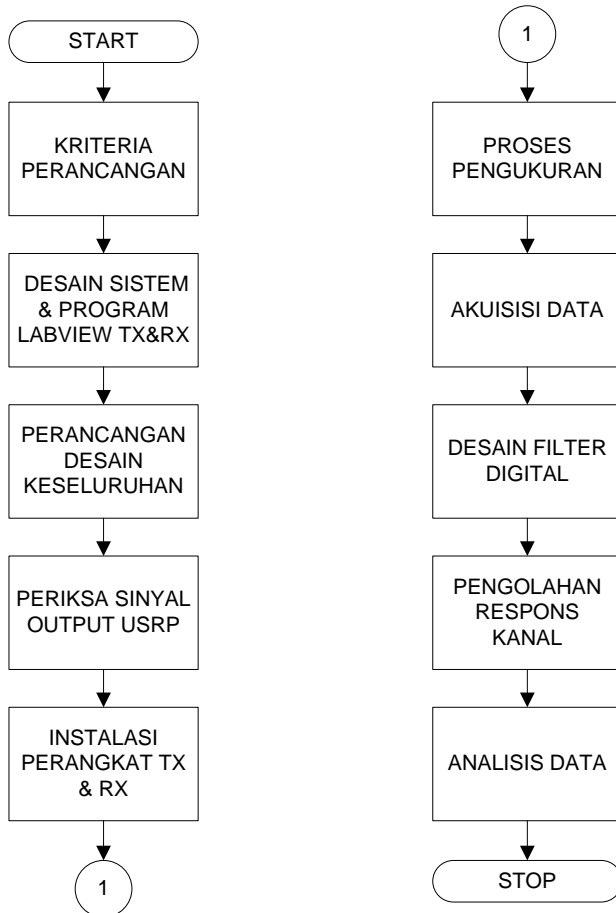 START
KRITERIA
PERANCANGAN
DESAIN SISTEM
& PROGRAM
LABVIEW TX&RX
PERANCANGAN
DESAIN
KESELURUHAN
PERIKSA SINYAL
OUTPUT USRP
INSTALASI
PERANGKAT TX
& RX
1
1
PROSES
PENGUKURAN
AKUISISI DATA
DESAIN FILTER
DIGITAL
PENGOLAHAN
RESPONS
KANAL
ANALISIS DATA
STOP